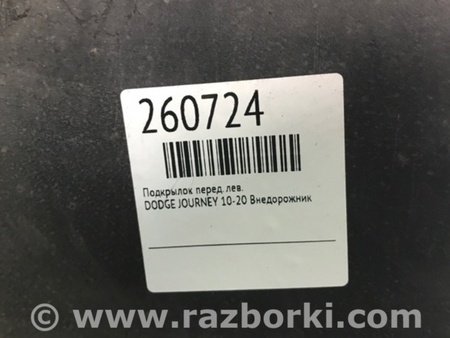 260724
Подкрылок перед. лев.
DODGE JOURNEY 10-20 Внедорожник
© www.razborki.com